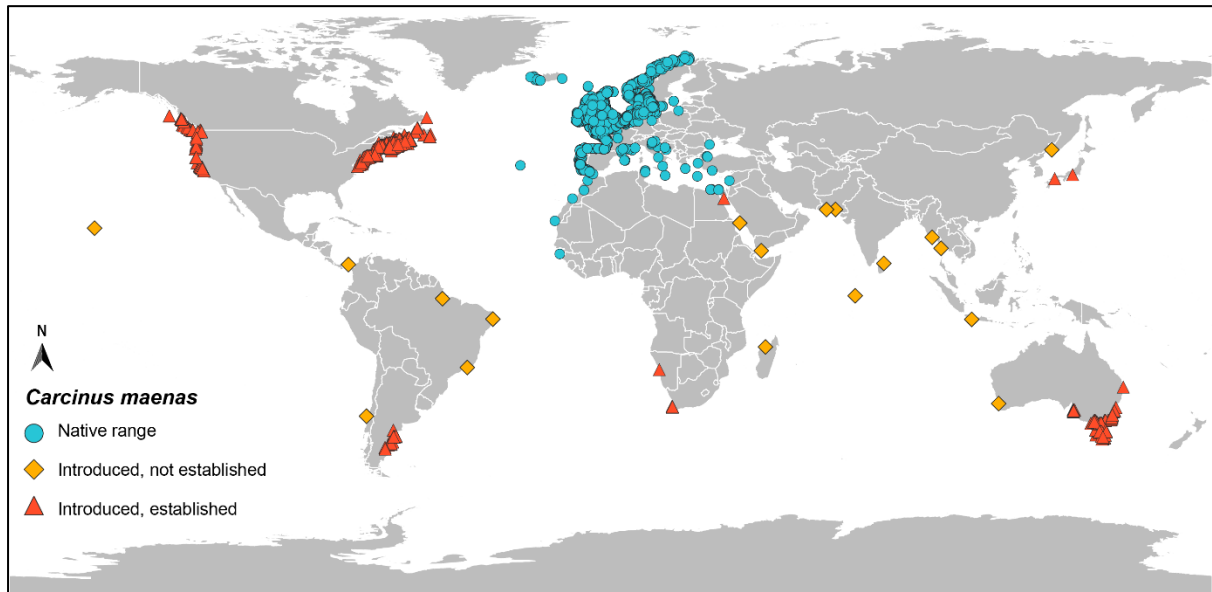 N
Carcinus maenas
Native range
Introduced, not established
Introduced, established